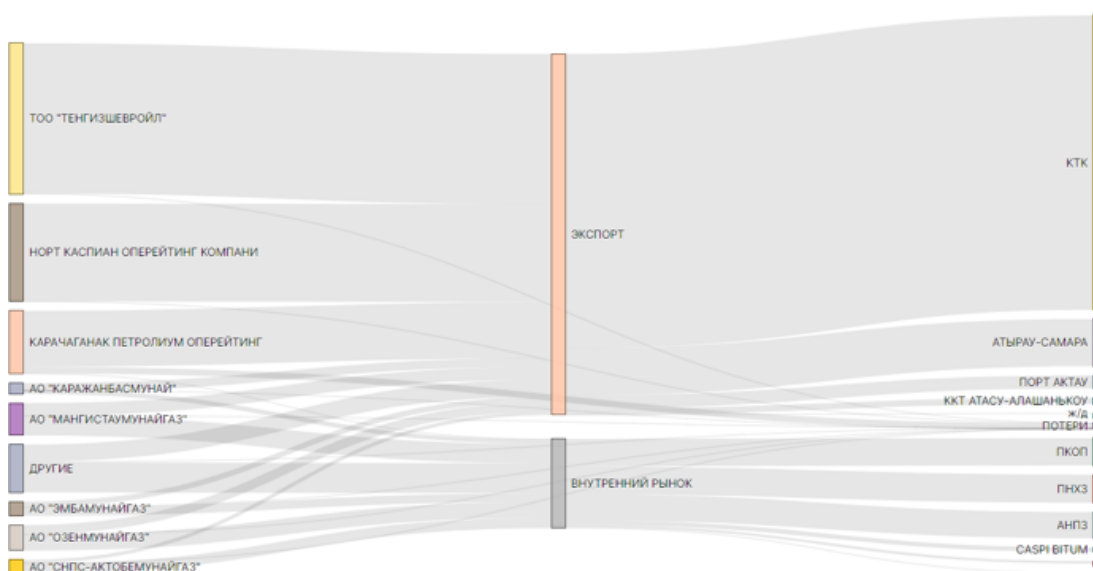 ТОО "ТЕНГИЗШЕВРОЙЛ"
НОРТ КАСПИАН ОПЕРЕЙТИНГ КОМПАНИ
КАРАЧАГАНАК ПЕТРОЛИУМ ОПЕРЕЙТИНГ
АО "КАРАЖАНБАСМУНАЙ"
АО "МАНГИСТАУМУНАЙГАЗ"
ДРУГИЕ
АО "ЭМБАМУНАЙГАЗ"
АО "ОЗЕНМУНАЙГАЗ"
АО "СНПС-АКТОБЕМУНАЙГАЗ"
ЭКСПОРТ
ВНУТРЕННИЙ РЫНОК
КТК
АТЫРАУ-САМАРА
ПОРТ АКТАУ
ККТ АТАСУ-АЛАШАНЬКОУ
ж/д
ПОТЕРИ
ПКОП
ПНХЗ
АНПЗ
CASPI BITUM